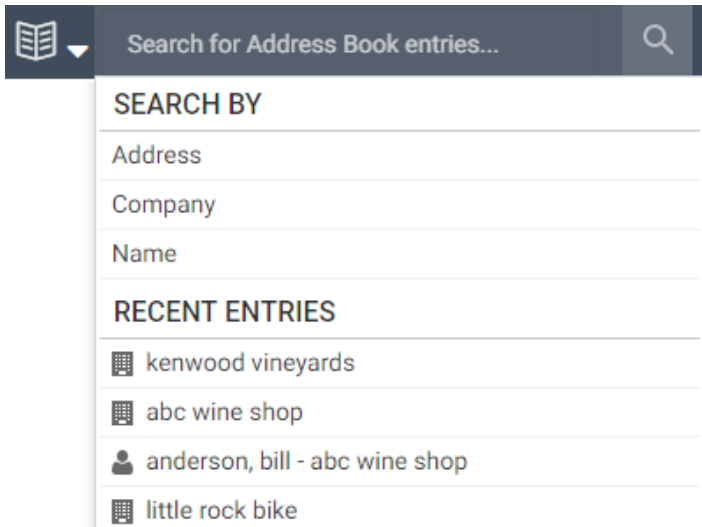 Search for Address Book entries...
SEARCH BY
Address
Company
Name
RECENT ENTRIES
kenwood vineyards
abc wine shop
anderson, bill - abc wine shop
little rock bike